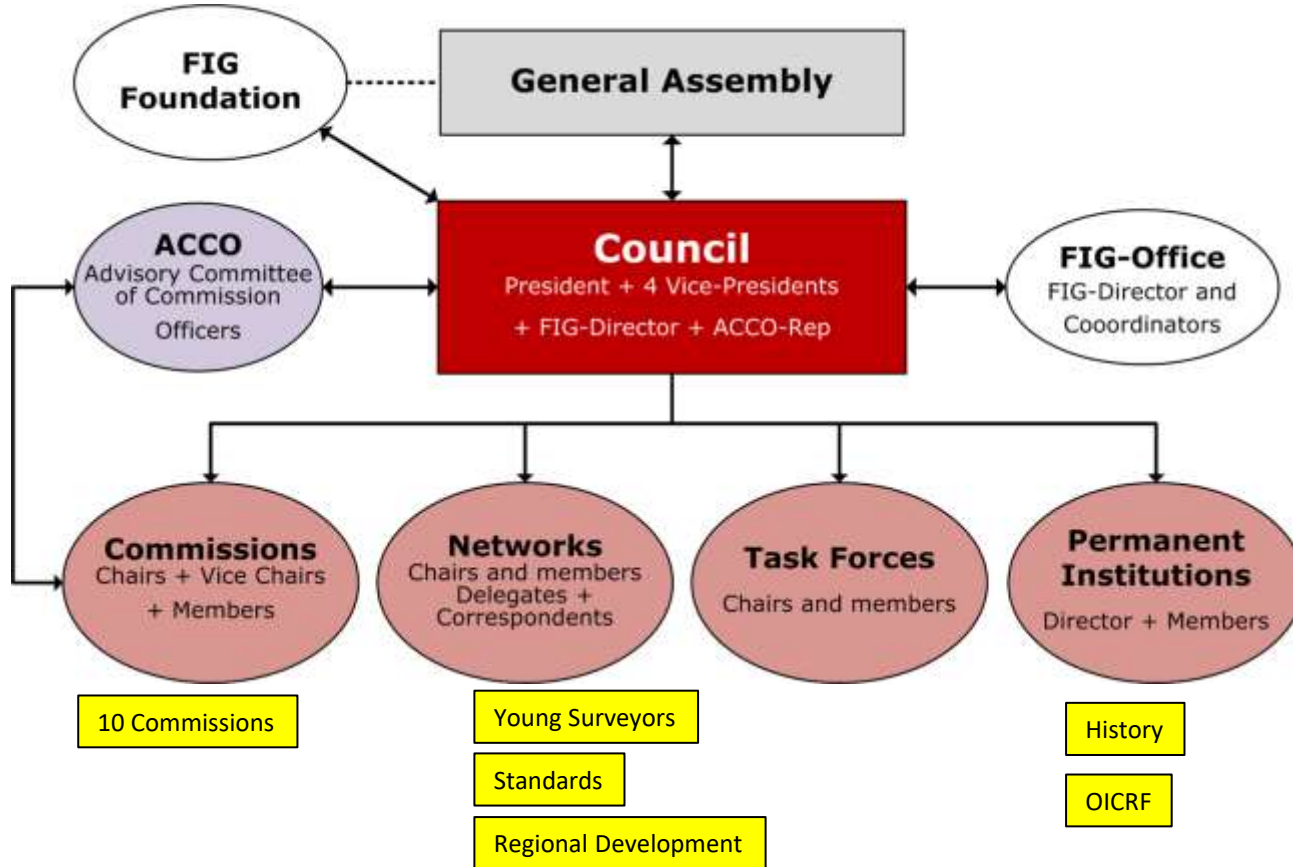 FIG
Foundation
General Assembly
ACCO
Advisory Committee
of Commission
Officers
Council
President + 4 Vice-Presidents
+ FIG-Director + ACCO-Rep
FIG-Office
FIG-Director and
Cooordinators
Commissions
Chairs + Vice Chairs
+ Members
Networks
Chairs and members
Delegates +
Correspondents
Task Forces
Chairs and members
Permanent
Institutions
Director + Members
10 Commissions
Young Surveyors
Standards
Regional Development
History
OICRF